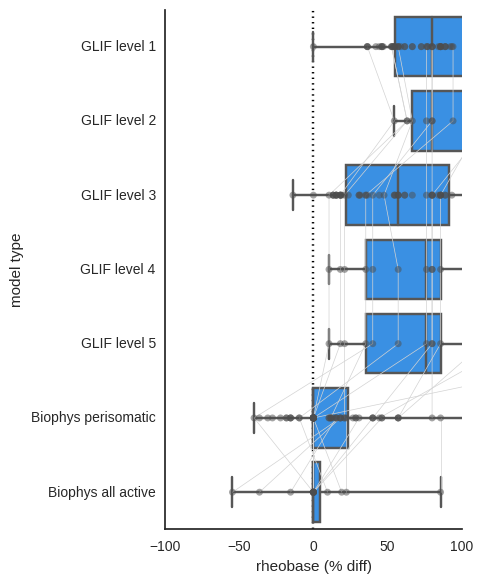 GLIF level 1
GLIF level 2
GLIF level 3
GLIF level 4
GLIF level 5
Biophys perisomatic
Biophys all active
model type
−100 −50 0 50 100
rheobase (% diff)